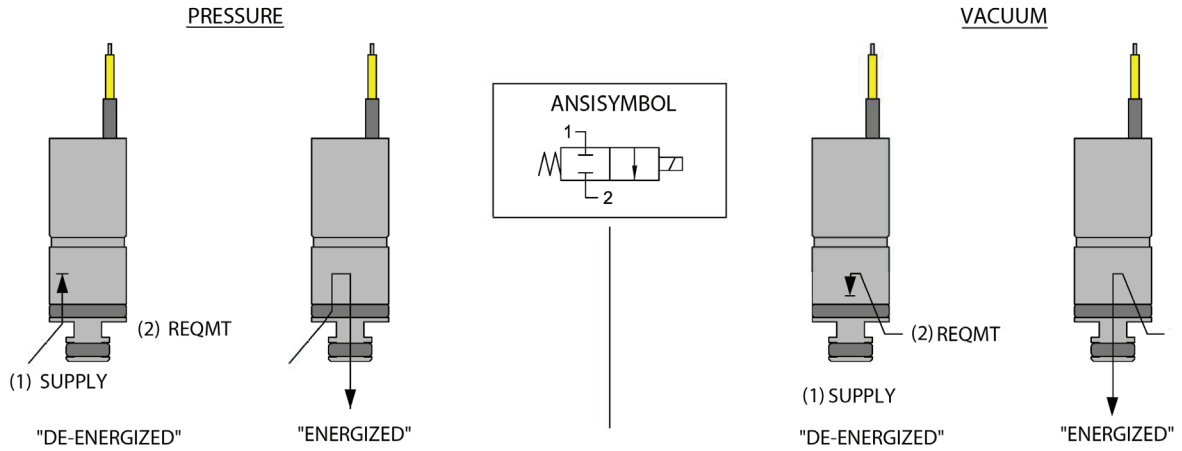 PRESSURE
VACUUM
ANSISYMBOL
1
2
(2) REQMT
(1) SUPPLY
"DE-ENERGIZED"
"ENERGIZED"
(2) REQMT
(1) SUPPLY
"DE-ENERGIZED"
"ENERGIZED"